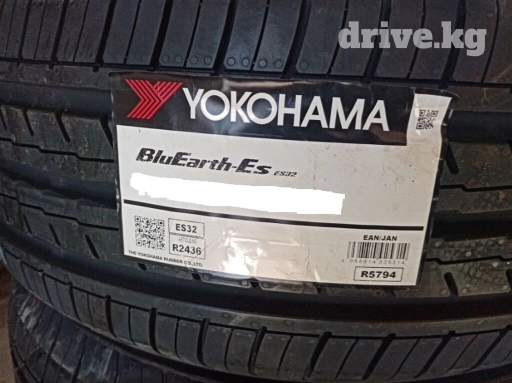 drive.kg
YOKOHAMA
BluEarth-Es ES32
ES32
R2436
THE YOKOHAMA RUBBER CO.,LTD.
EAN/JAN
R5794